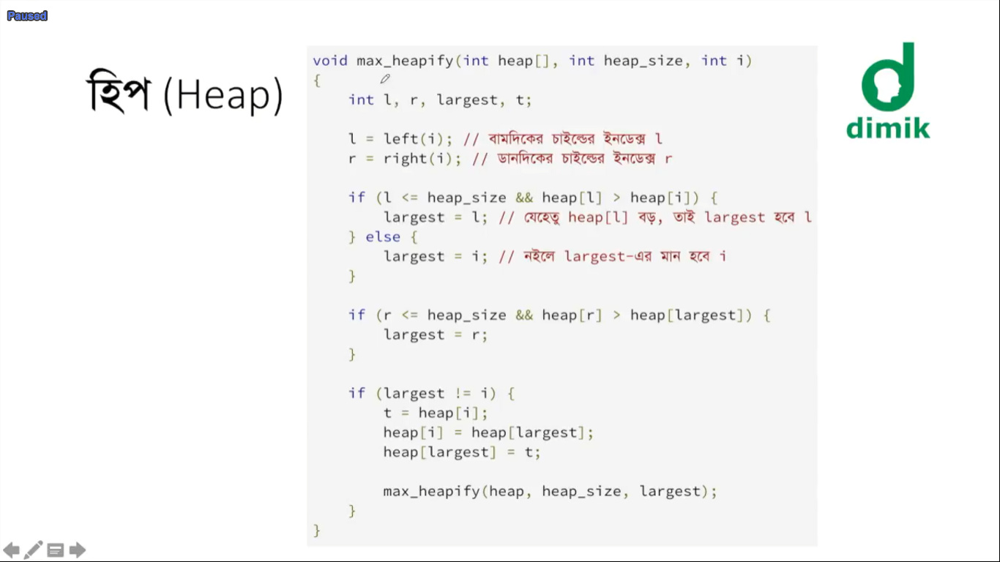 Paused
হিপ (Heap)
void max_heapify(int heap[], int heap_size, int i)
{
    int l, r, largest, t;

    l = left(i); // বামদিকের চাইল্ডের ইনডেক্স l
    r = right(i); // ডানদিকের চাইল্ডের ইনডেক্স r

    if (l <= heap_size && heap[l] > heap[i]) {
        largest = l; // যেহেতু heap[l] বড়, তাই largest হবে l
    } else {
        largest = i; // নইলে largest-এর মান হবে i
    }

    if (r <= heap_size && heap[r] > heap[largest]) {
        largest = r;
    }

    if (largest != i) {
        t = heap[i];
        heap[i] = heap[largest];
        heap[largest] = t;

        max_heapify(heap, heap_size, largest);
    }
}
dimik